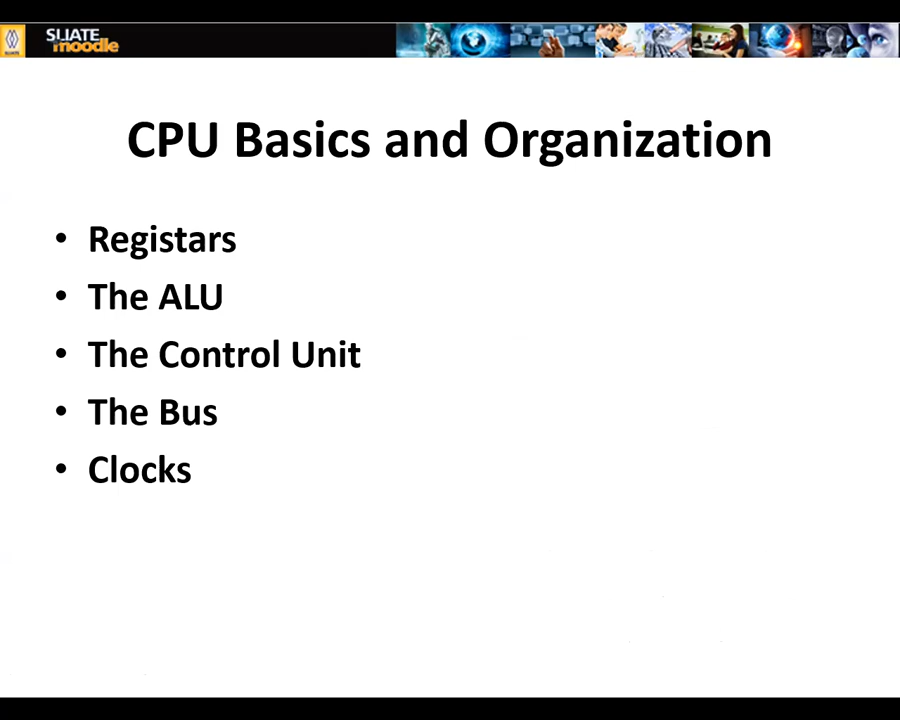 SLIATE
moodle
CPU Basics and Organization
• Registars
• The ALU
• The Control Unit
• The Bus
• Clocks